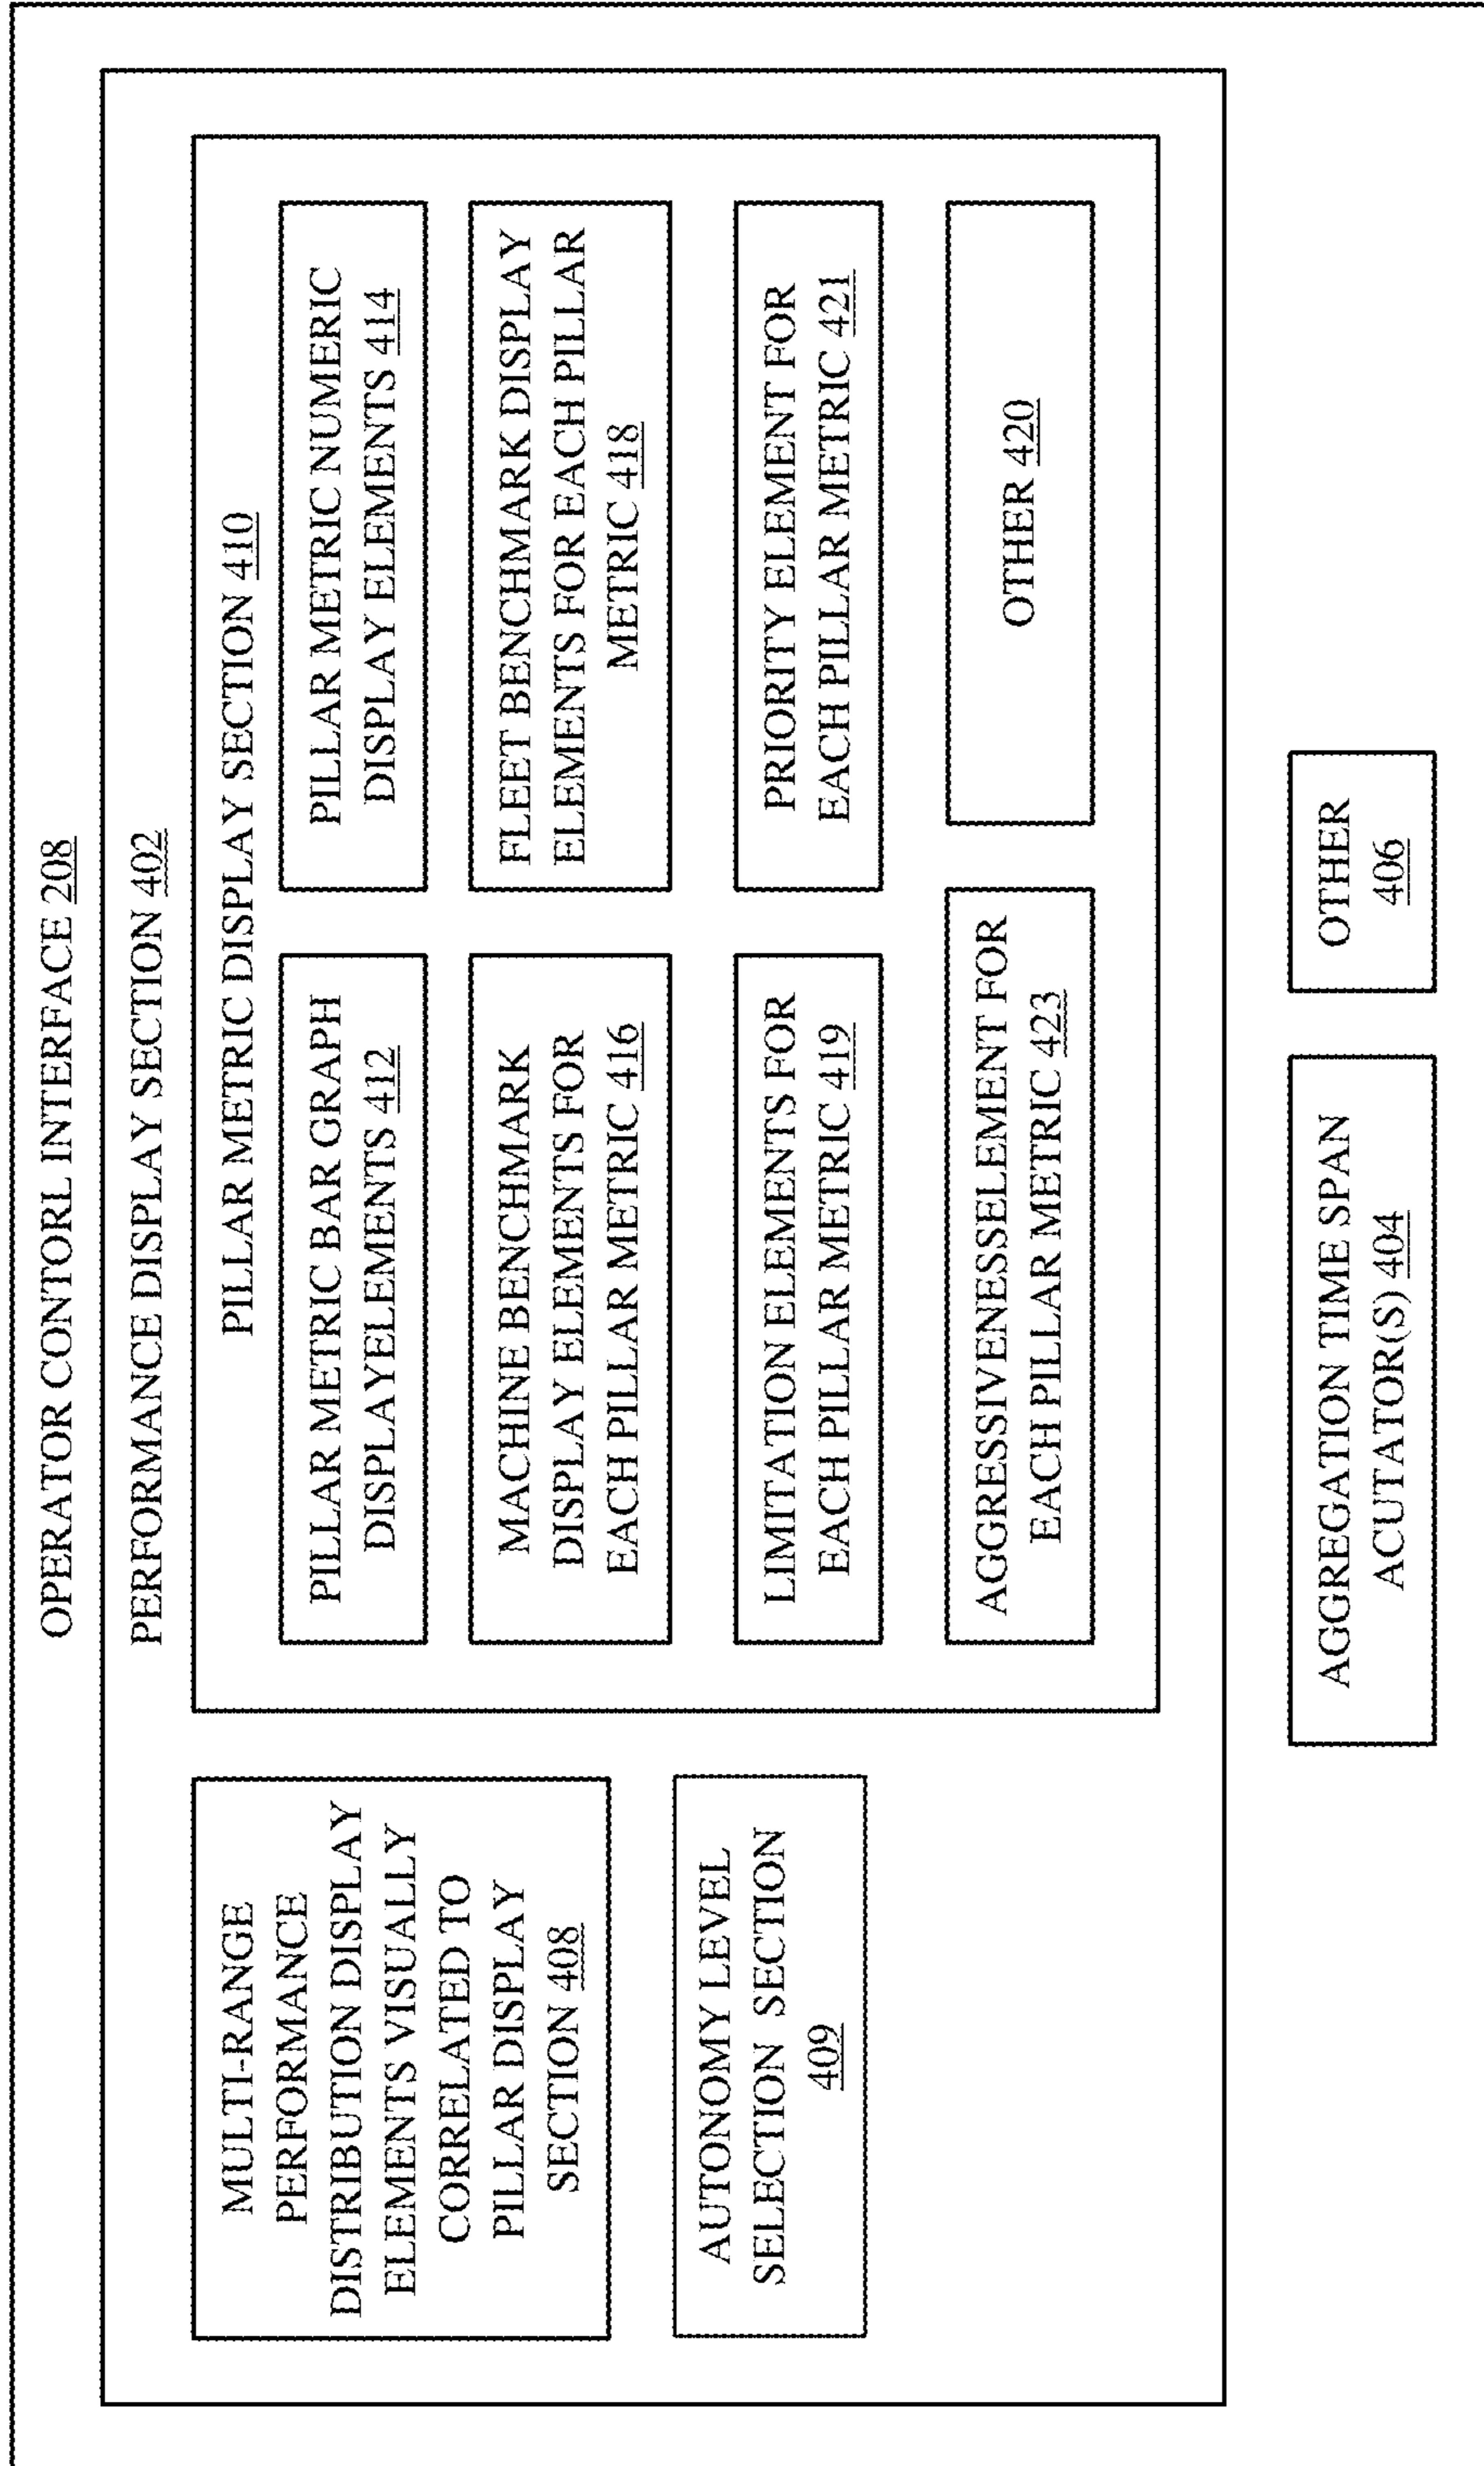 OPERATOR CONTORL INTERFACE 208
PERFORMANCE DISPLAY SECTION 402
MULTI-RANGE
PERFORMANCE
DISTRIBUTION DISPLAY
ELEMENTS VISUALLY
CORRELATED TO
PILLAR DISPLAY
SECTION 408
AUTONOMY LEVEL
SELECTION SECTION
409
PILLAR METRIC DISPLAY SECTION 410
PILLAR METRIC BAR GRAPH
DISPLAYELEMENTS 412
PILLAR METRIC NUMERIC
DISPLAY ELEMENTS 414
MACHINE BENCHMARK
DISPLAY ELEMENTS FOR
EACH PILLAR METRIC 416
FLEET BENCHMARK DISPLAY
ELEMENTS FOR EACH PILLAR
METRIC 418
LIMITATION ELEMENTS FOR
EACH PILLAR METRIC 419
PRIORITY ELEMENT FOR
EACH PILLAR METRIC 421
AGGRESSIVENESSELEMENT FOR
EACH PILLAR METRIC 423
OTHER 420
AGGREGATION TIME SPAN
ACUTATOR(S) 404
OTHER
406